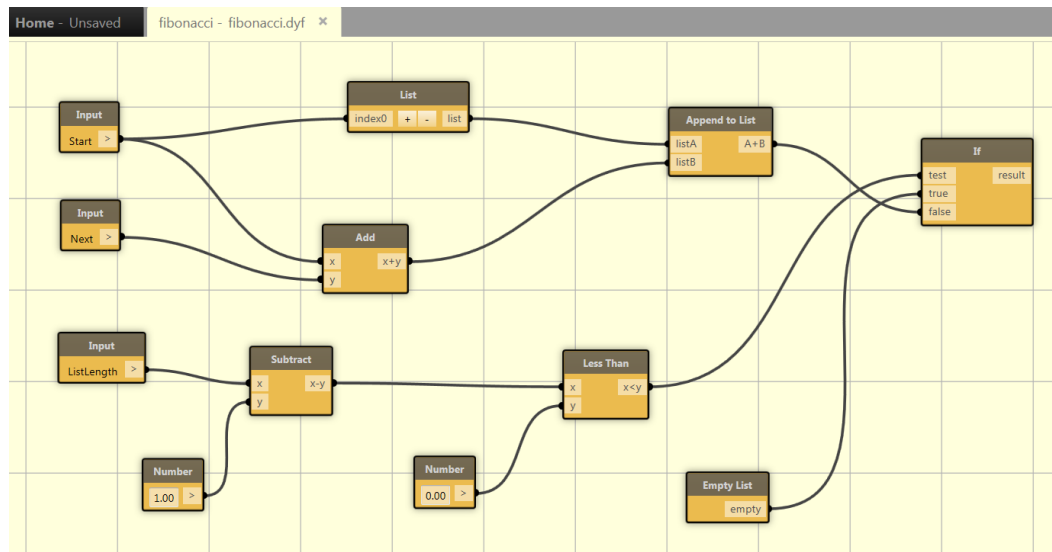 Home - Unsaved
fibonacci - fibonacci.dyf ×
Input
Start >
List
index0 + - list
Append to List
listA A+B
listB
If
test result
true
false
Input
Next >
Add
x x+y
y
Input
ListLength >
Subtract
x x-y
y
Less Than
x x<y
y
Number
1.00 >
Number
0.00 >
Empty List
empty